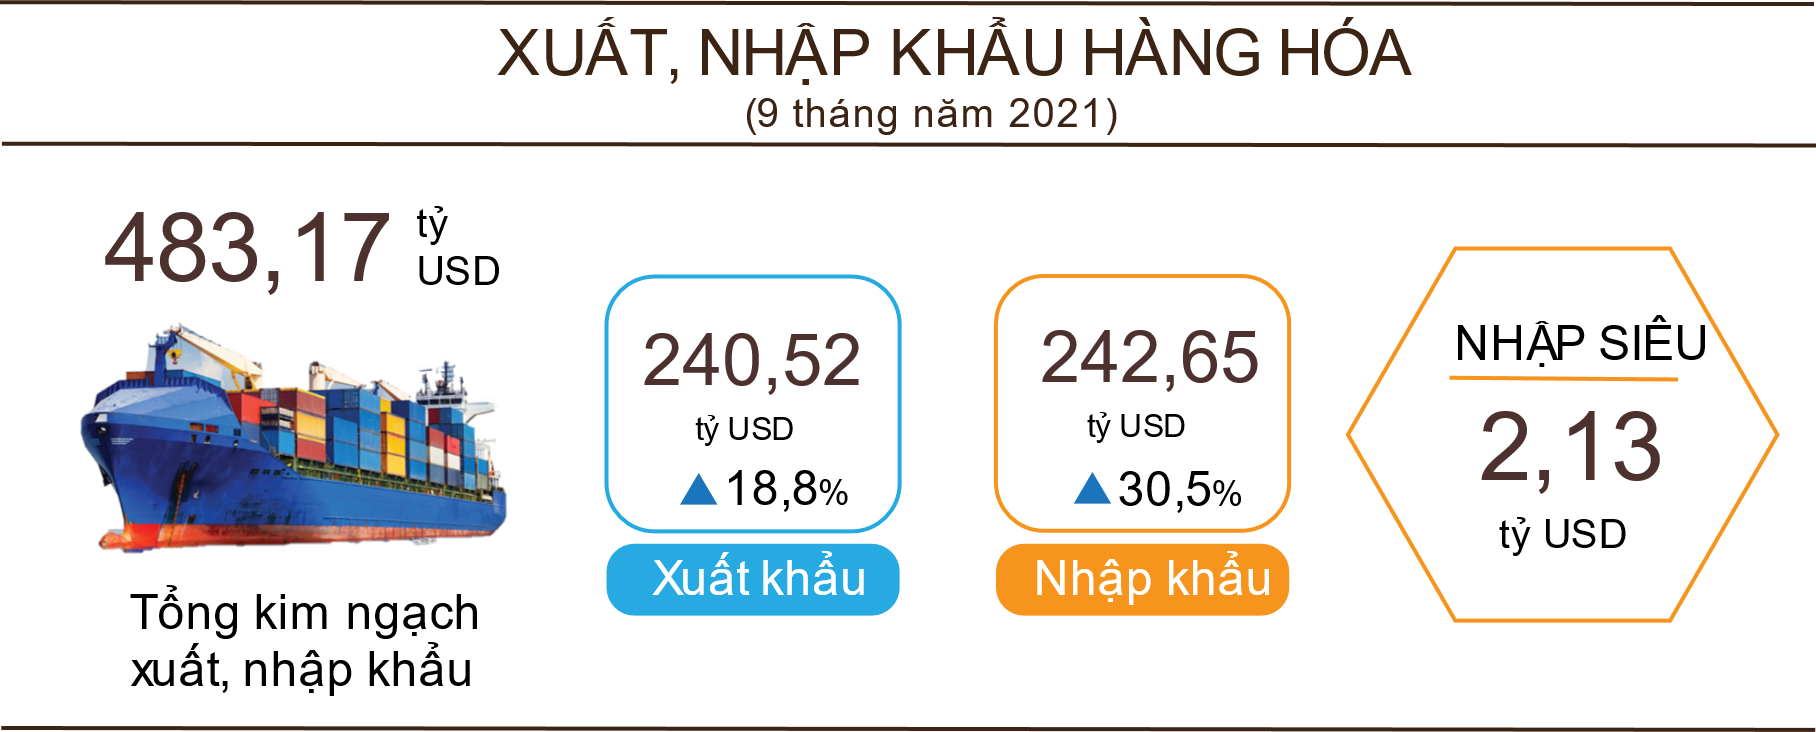 XUẤT, NHẬP KHẨU HÀNG HÓA
(9 tháng năm 2021)
483,17 tỷ
USD
Tổng kim ngạch
xuất, nhập khẩu
240,52
tỷ USD
▲ 18,8%
Xuất khẩu
242,65
tỷ USD
▲ 30,5%
Nhập khẩu
NHẬP SIÊU
2,13
tỷ USD